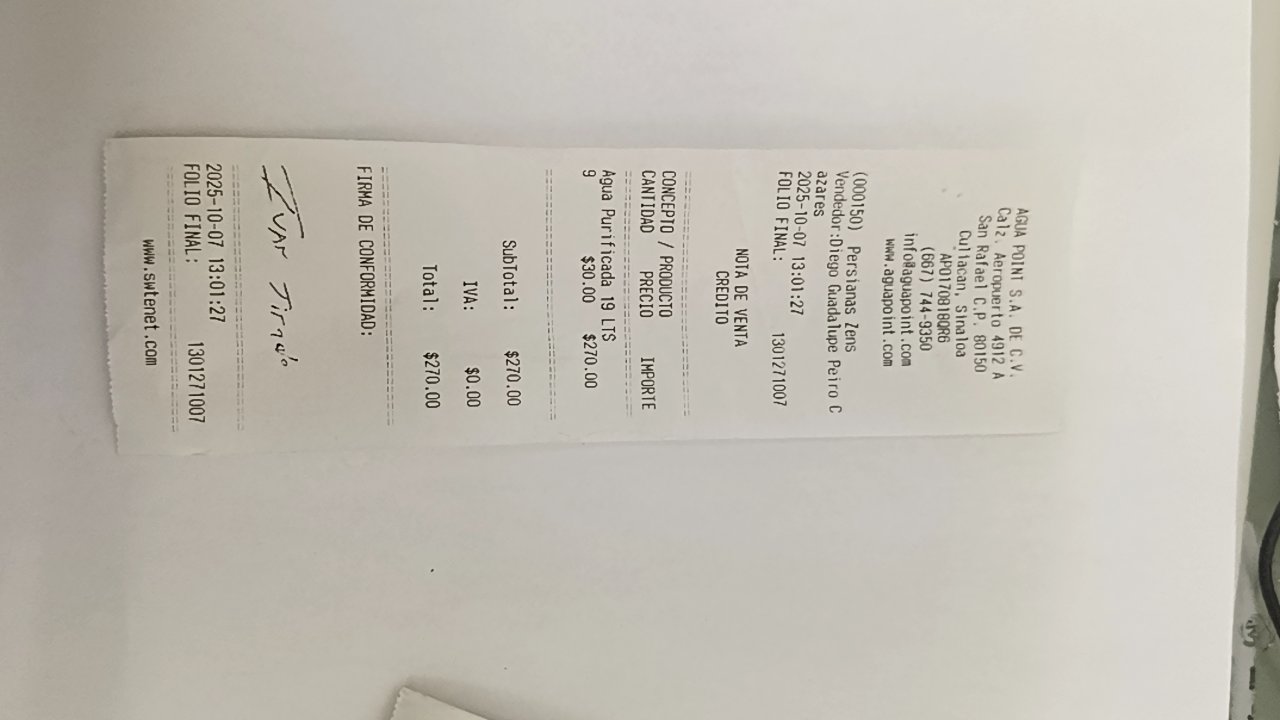 AGUA POINT S.A. DE C.V.
Calz. Aeropuerto 4912 A
San Rafael C.P. 80150
Culiacan, Sinaloa
APO170818QR6
(667) 744-9350
info@aguapoint.com
www.aguapoint.com
(000150) Persianas Zens
Vendedor:Diego Guadalupe Peiro C
azares
2025-10-07 13:01:27
FOLIO FINAL: 1301271007
NOTA DE VENTA
CREDITO
CONCEPTO / PRODUCTO
CANTIDAD PRECIO IMPORTE
Agua Purificada 19 LTS
9 $30.00 $270.00
SubTotal: $270.00
IVA: $0.00
Total: $270.00
FIRMA DE CONFORMIDAD:
2025-10-07 13:01:27
FOLIO FINAL: 1301271007
www.swtenet.com